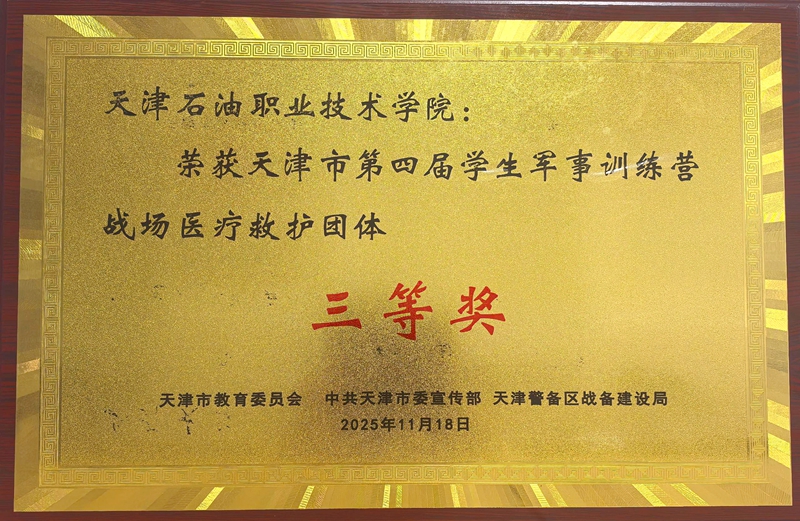 天津石油职业技术学院：
荣获天津市第四届学生军事训练营
战场医疗救护团体
三等奖
天津市教育委员会 中共天津市委宣传部 天津警备区战备建设局
2025年11月18日